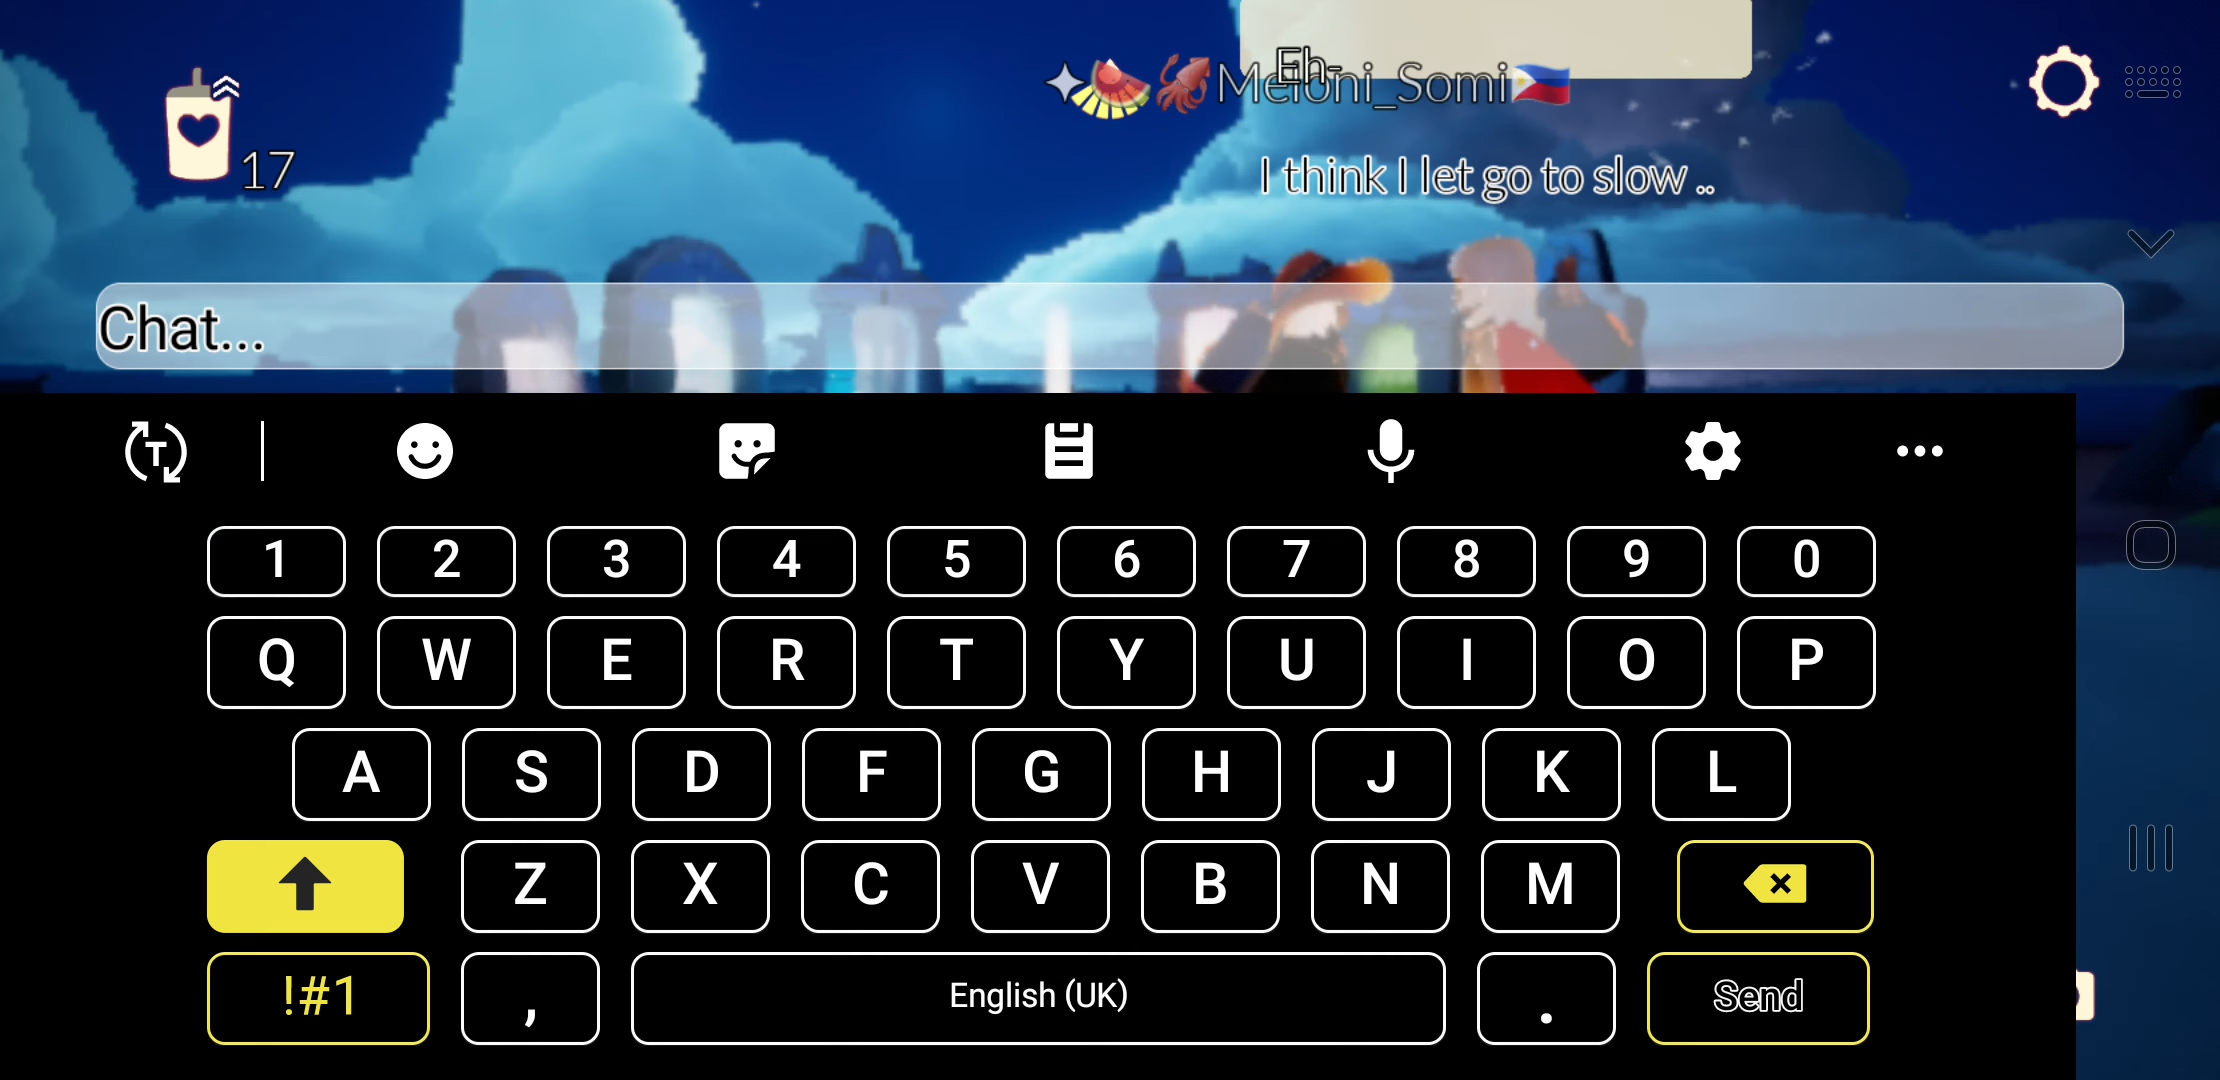 Eh-
Meloni_Somi
17
I think I let go to slow ..
Chat...
T
1 2 3 4 5 6 7 8 9 0
Q W E R T Y U I O P
A S D F G H J K L
Z X C V B N M
!#1 , English (UK) . Send